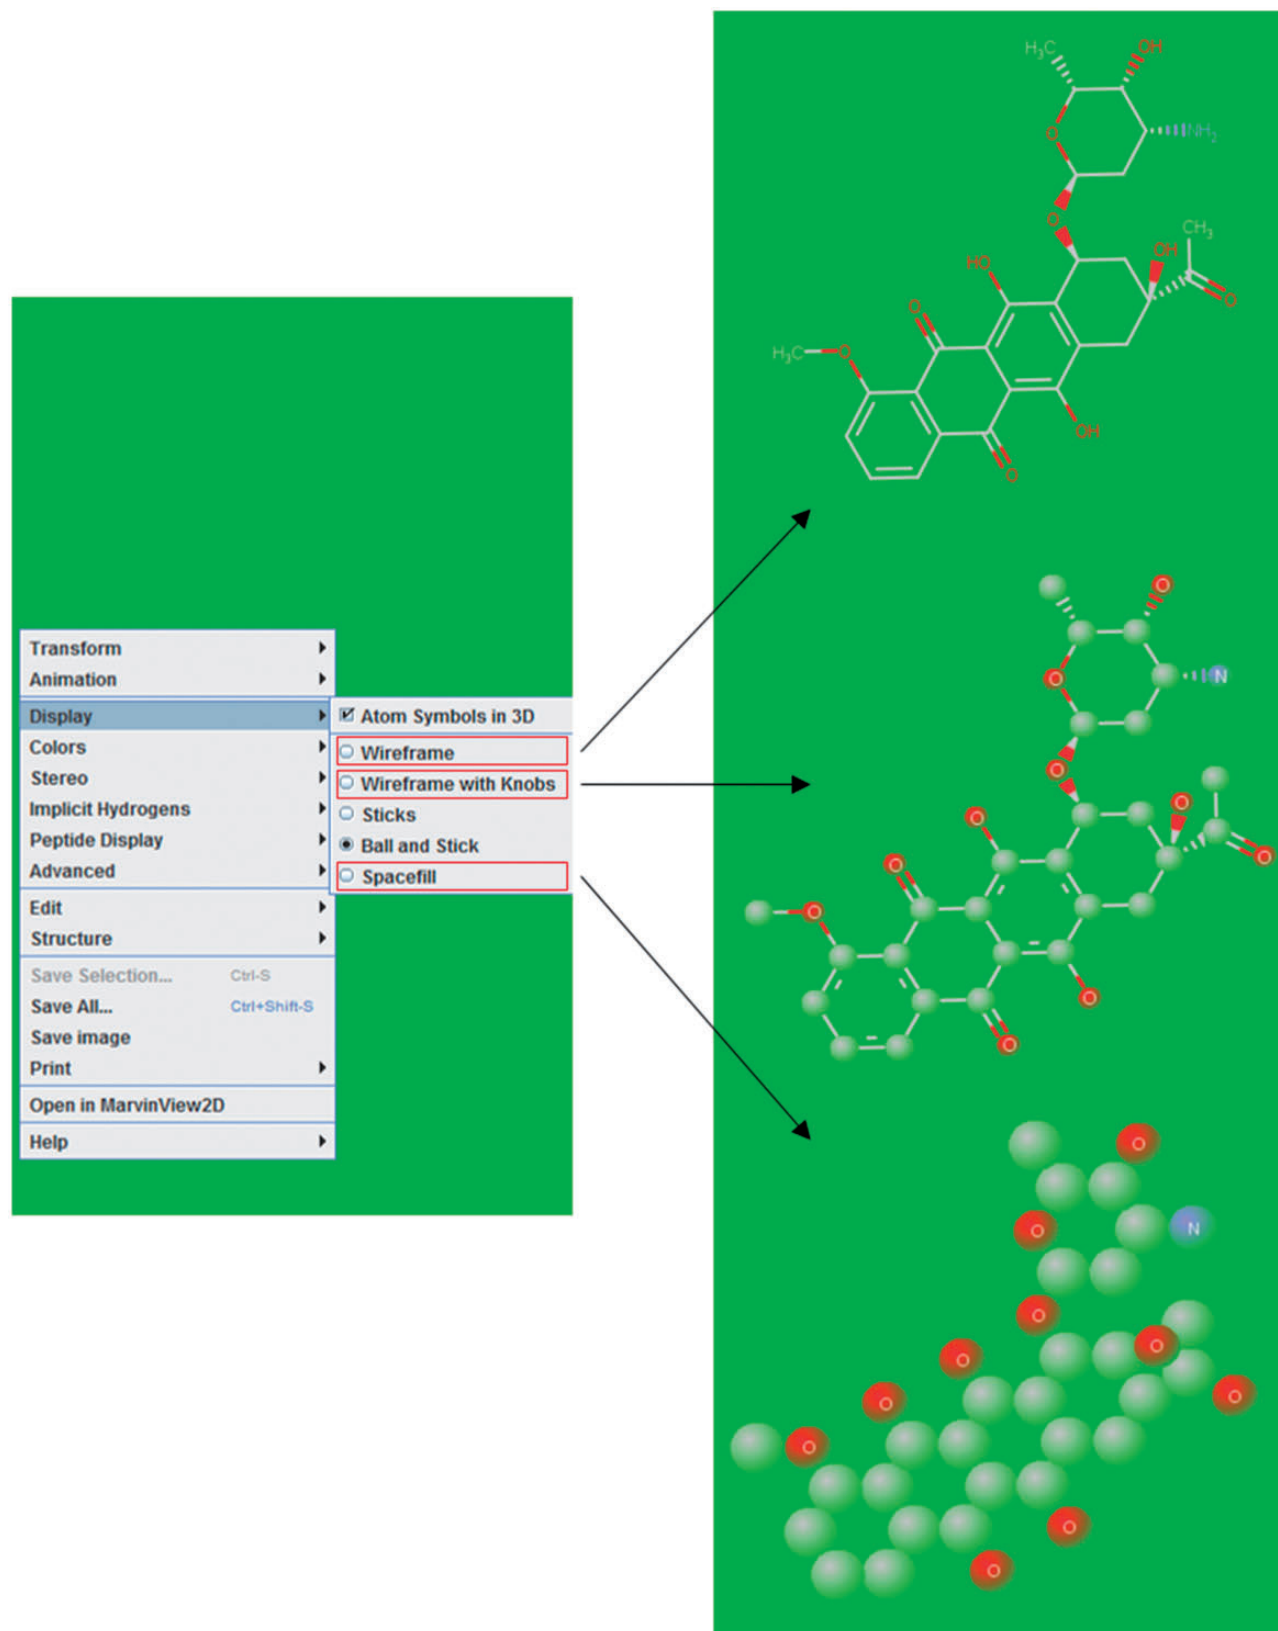 Transform
Animation
Display
Colors
Stereo
Implicit Hydrogens
Peptide Display
Advanced
Edit
Structure
Save Selection... Ctrl-S
Save All... Ctrl+Shift-S
Save image
Print
Open in MarvinView2D
Help
Atom Symbols in 3D
Wireframe
Wireframe with Knobs
Sticks
Ball and Stick
Spacefill
H₃C OH
O NH₂
O
CH₃
HO OH
O O
H₃C O
OH
O
O
O N
O
O O
O O
O
O
O
O
O N
O
O O
O O
O
O
O